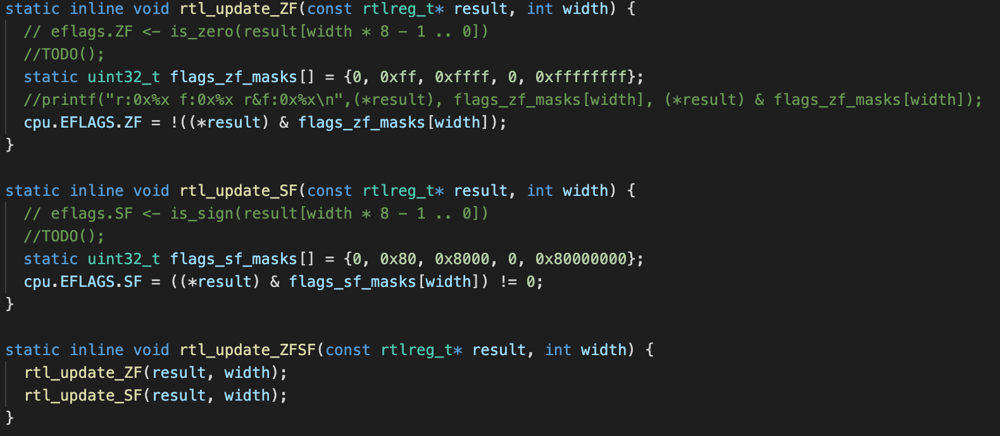 static inline void rtl_update_ZF(const rtlreg_t* result, int width) {
  // eflags.ZF <- is_zero(result[width * 8 - 1 .. 0])
  //TODO();
  static uint32_t flags_zf_masks[] = {0, 0xff, 0xffff, 0, 0xffffffff};
  //printf("r:0x%x f:0x%x r&f:0x%x\n",(*result), flags_zf_masks[width], (*result) & flags_zf_masks[width]);
  cpu.EFLAGS.ZF = !((*result) & flags_zf_masks[width]);
}

static inline void rtl_update_SF(const rtlreg_t* result, int width) {
  // eflags.SF <- is_sign(result[width * 8 - 1 .. 0])
  //TODO();
  static uint32_t flags_sf_masks[] = {0, 0x80, 0x8000, 0, 0x80000000};
  cpu.EFLAGS.SF = ((*result) & flags_sf_masks[width]) != 0;
}

static inline void rtl_update_ZFSF(const rtlreg_t* result, int width) {
  rtl_update_ZF(result, width);
  rtl_update_SF(result, width);
}